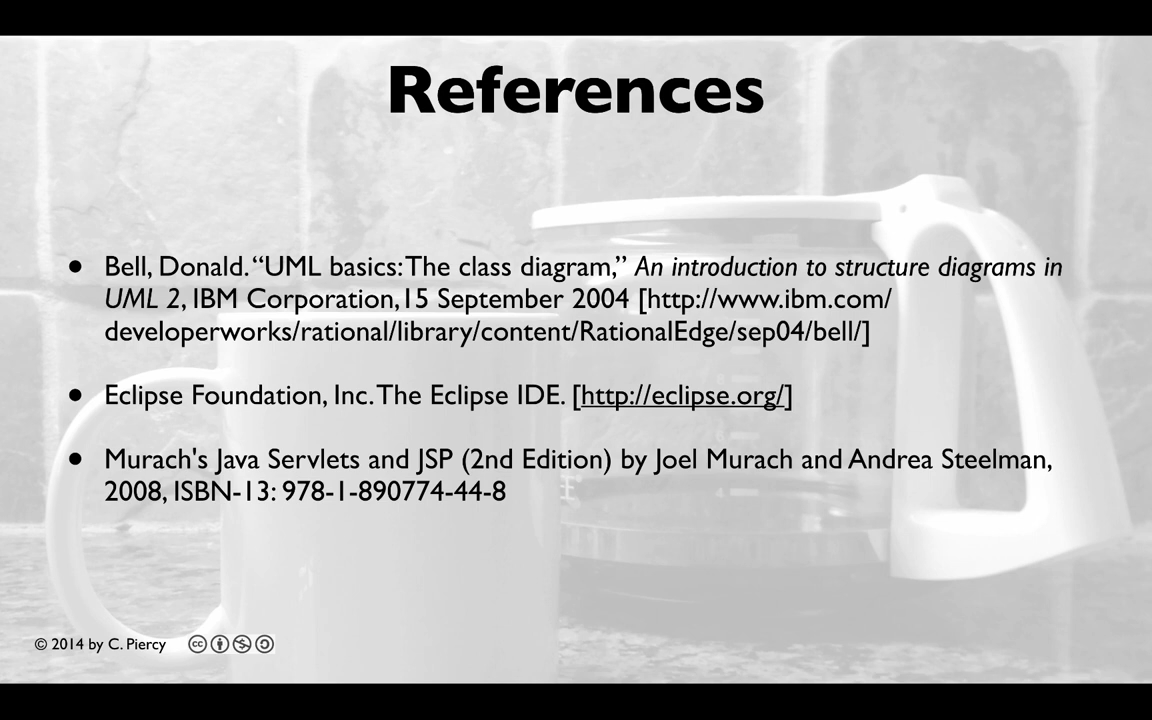 References
• Bell, Donald. “UML basics: The class diagram,” An introduction to structure diagrams in
UML 2, IBM Corporation, 15 September 2004 [http://www.ibm.com/
developerworks/rational/library/content/RationalEdge/sep04/bell/]
• Eclipse Foundation, Inc. The Eclipse IDE. [http://eclipse.org/]
• Murach's Java Servlets and JSP (2nd Edition) by Joel Murach and Andrea Steelman,
2008, ISBN-13: 978-1-890774-44-8
© 2014 by C. Piercy